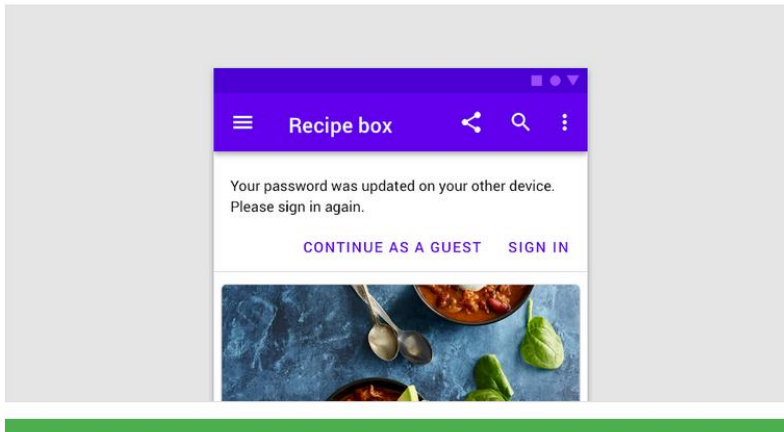 Recipe box
Your password was updated on your other device.
Please sign in again.
CONTINUE AS A GUEST SIGN IN